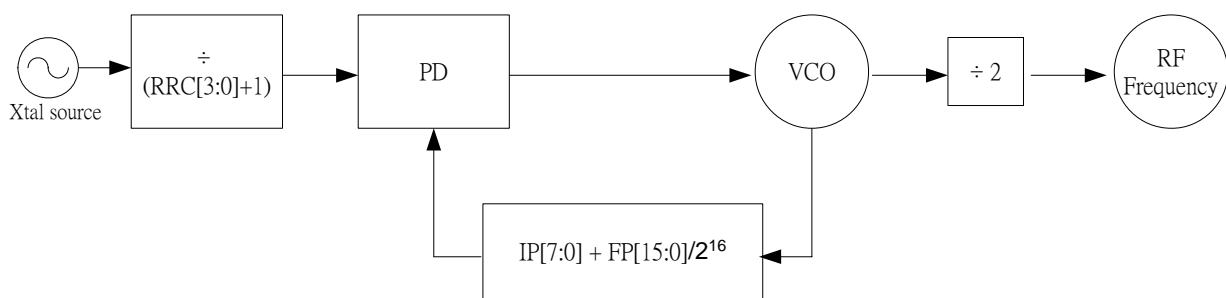 Xtal source
÷
(RRC[3:0]+1)
PD
VCO
÷ 2
RF
Frequency
IP[7:0] + FP[15:0]/2¹⁶